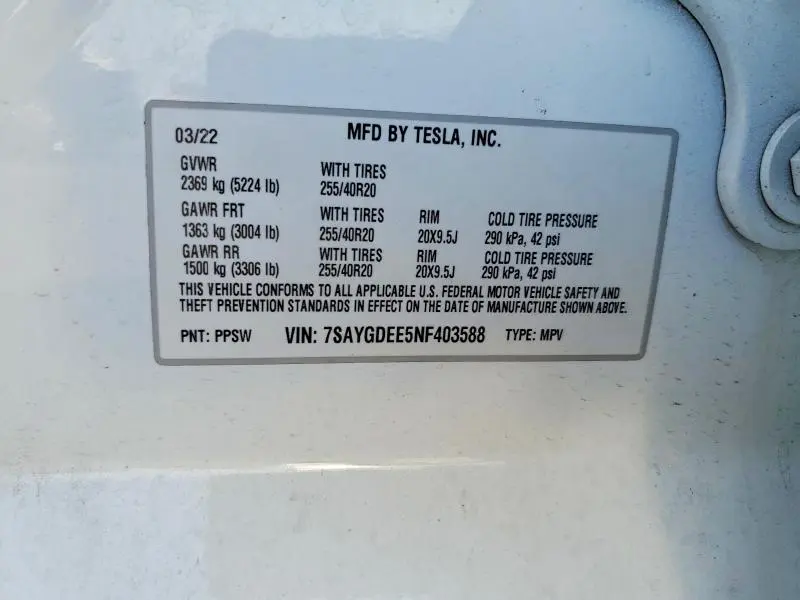 03/22 MFD BY TESLA, INC.
GVWR WITH TIRES
2369 kg (5224 lb) 255/40R20
GAWR FRT WITH TIRES RIM COLD TIRE PRESSURE
1363 kg (3004 lb) 255/40R20 20X9.5J 290 kPa, 42 psi
GAWR RR WITH TIRES RIM COLD TIRE PRESSURE
1500 kg (3306 lb) 255/40R20 20X9.5J 290 kPa, 42 psi
THIS VEHICLE CONFORMS TO ALL APPLICABLE U.S. FEDERAL MOTOR VEHICLE SAFETY AND
THEFT PREVENTION STANDARDS IN EFFECT ON THE DATE OF MANUFACTURE SHOWN ABOVE.
PNT: PPSW VIN: 7SAYGDEE5NF403588 TYPE: MPV